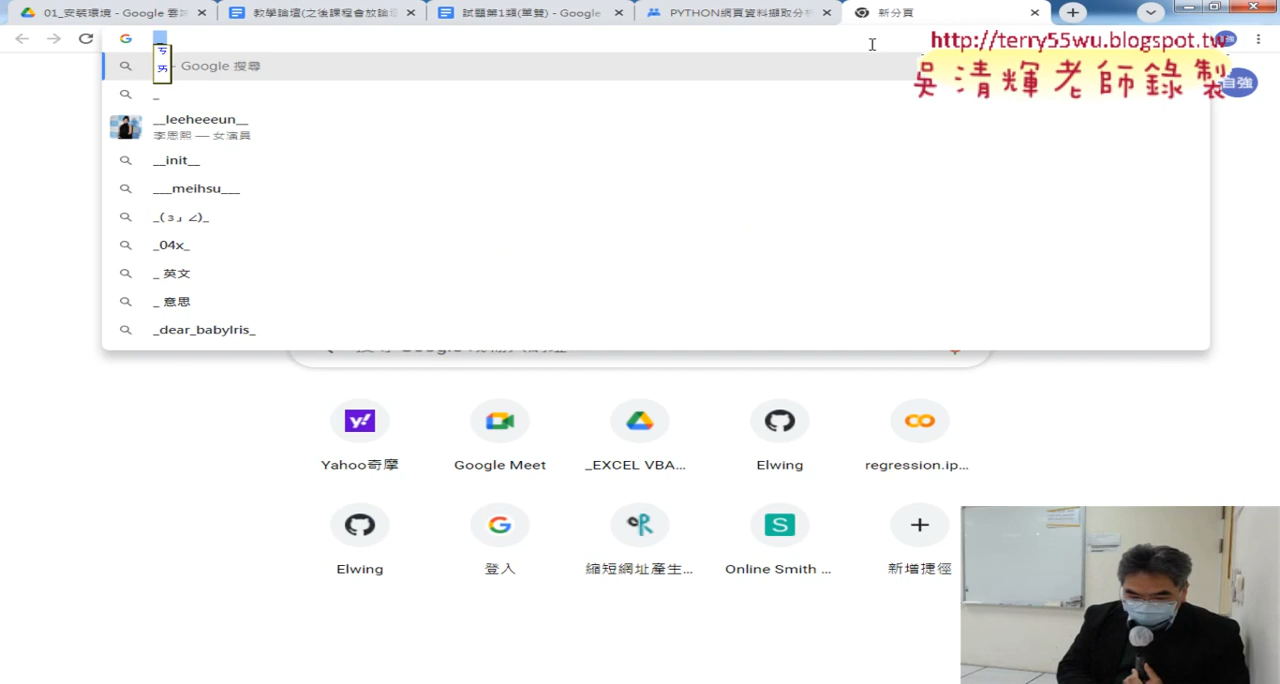 01_安裝環境 - Google 雲端
教學論壇(之後課程會放論壇
試題第1類(單雙) - Google
PYTHON網頁資料擷取分析
新分頁
http://terry55wu.blogspot.tw
吳清輝老師錄製
自強
ㄎ
ㄞ
- Google 搜尋
_
__leeheeeun__
李恩熙 — 女演員
__init__
___meihsu___
_(:3」∠)_
_04x_
_ 英文
_ 意思
_dear_babyIris_
Yahoo奇摩
Google Meet
_EXCEL VBA...
Elwing
regression.ip...
Elwing
登入
縮短網址產生...
Online Smith ...
新增捷徑